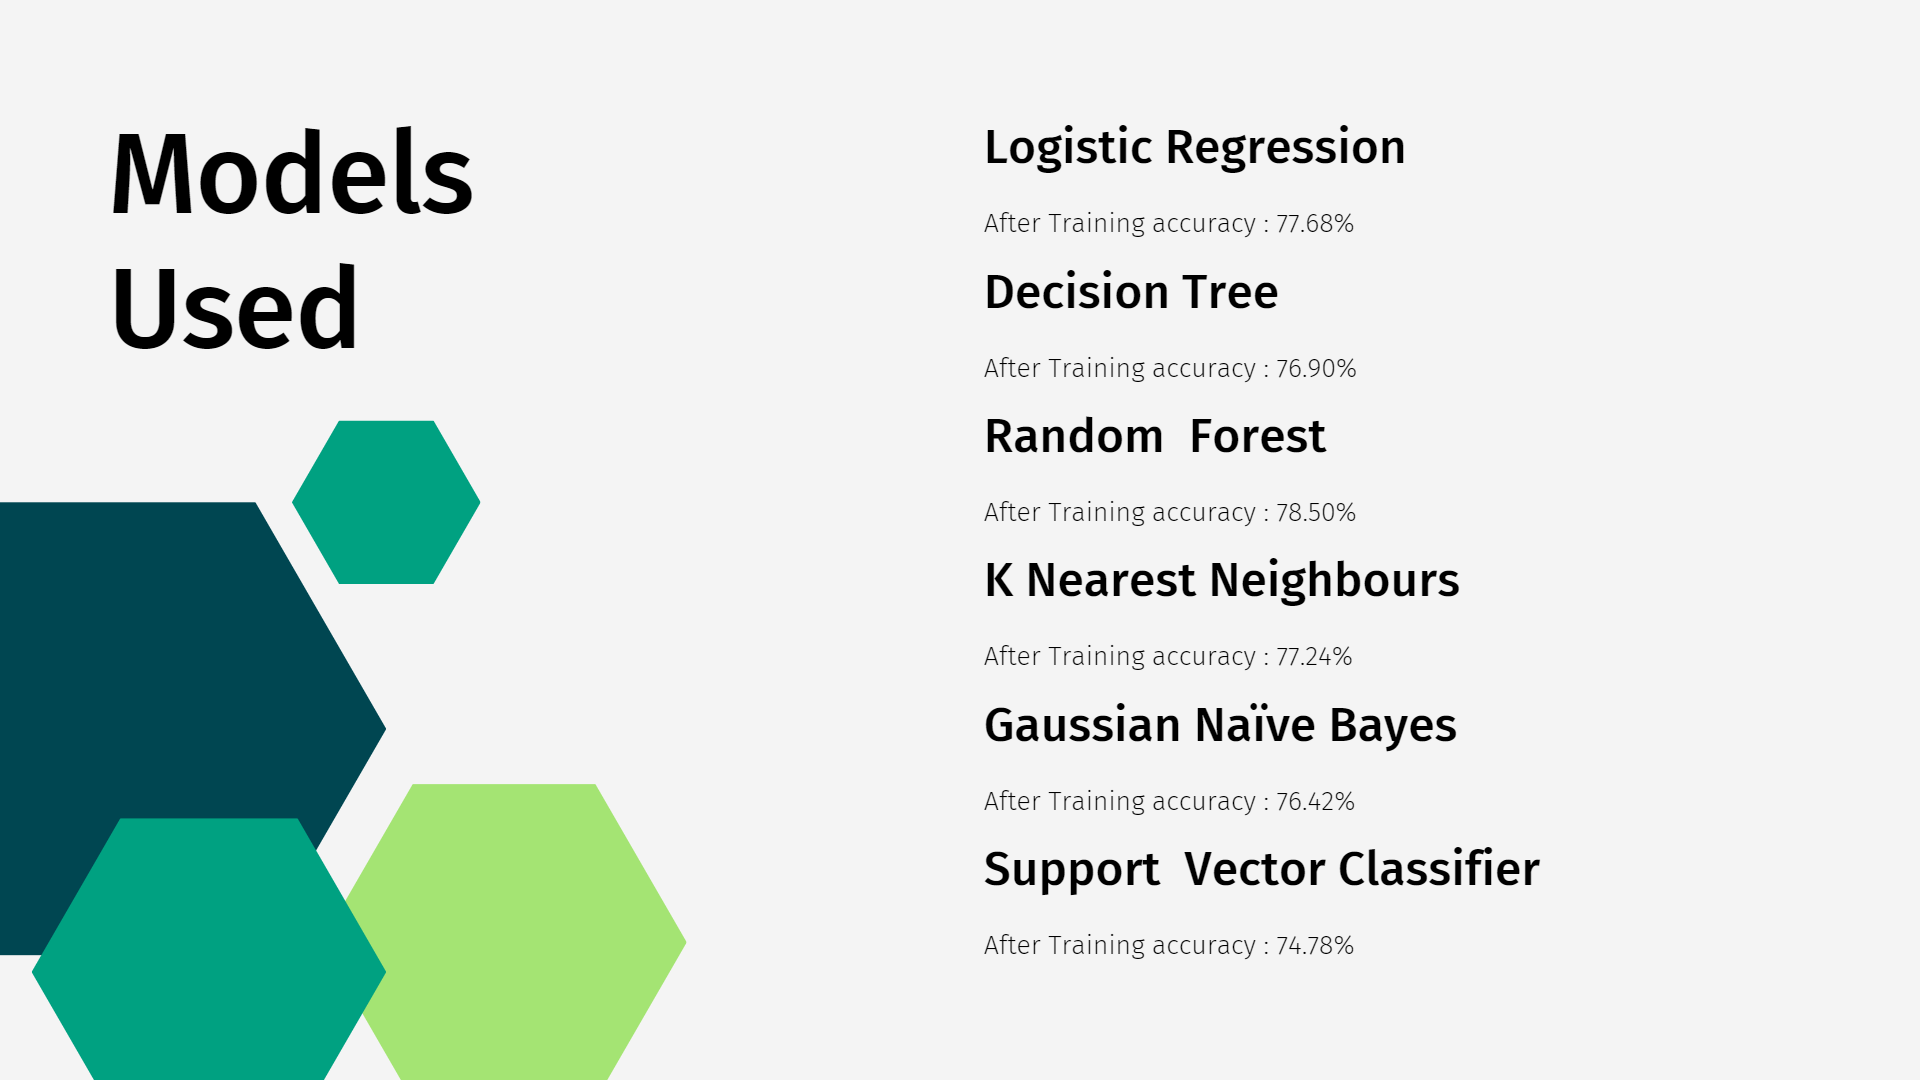 Models
Used
Logistic Regression
After Training accuracy : 77.68%
Decision Tree
After Training accuracy : 76.90%
Random  Forest
After Training accuracy : 78.50%
K Nearest Neighbours
After Training accuracy : 77.24%
Gaussian Naïve Bayes
After Training accuracy : 76.42%
Support  Vector Classifier
After Training accuracy : 74.78%